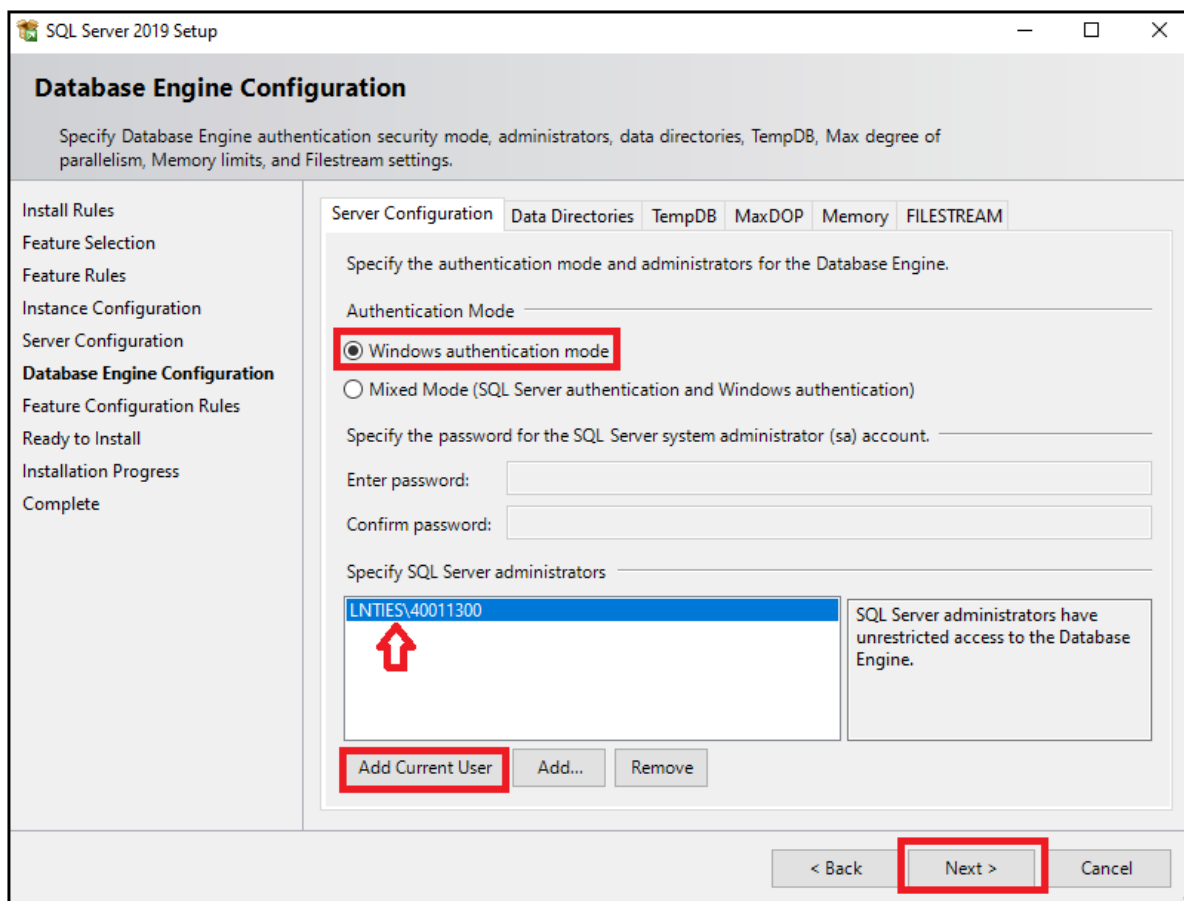 SQL Server 2019 Setup
Database Engine Configuration
Specify Database Engine authentication security mode, administrators, data directories, TempDB, Max degree of
parallelism, Memory limits, and Filestream settings.
Install Rules
Feature Selection
Feature Rules
Instance Configuration
Server Configuration
Database Engine Configuration
Feature Configuration Rules
Ready to Install
Installation Progress
Complete
Server Configuration Data Directories TempDB MaxDOP Memory FILESTREAM
Specify the authentication mode and administrators for the Database Engine.
Authentication Mode
Windows authentication mode
Mixed Mode (SQL Server authentication and Windows authentication)
Specify the password for the SQL Server system administrator (sa) account.
Enter password:
Confirm password:
Specify SQL Server administrators
LNTIES\40011300
SQL Server administrators have
unrestricted access to the Database
Engine.
Add Current User Add... Remove
< Back Next > Cancel